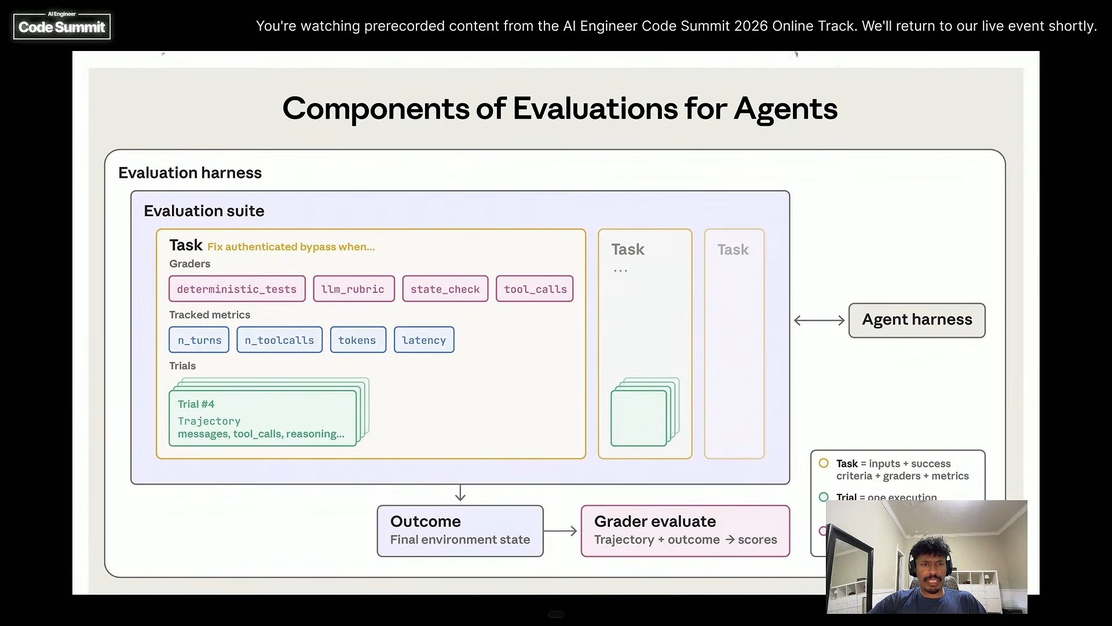 AI Engineer
Code Summit
You're watching prerecorded content from the AI Engineer Code Summit 2026 Online Track. We'll return to our live event shortly.
Components of Evaluations for Agents
Evaluation harness
Evaluation suite
Task Fix authenticated bypass when...
Graders
deterministic_tests llm_rubric state_check tool_calls
Tracked metrics
n_turns n_toolcalls tokens latency
Trials
Trial #4
Trajectory
messages, tool_calls, reasoning...
Task
...
Task
Agent harness
Outcome
Final environment state
Grader evaluate
Trajectory + outcome → scores
Task = inputs + success
criteria + graders + metrics
Trial = one execution